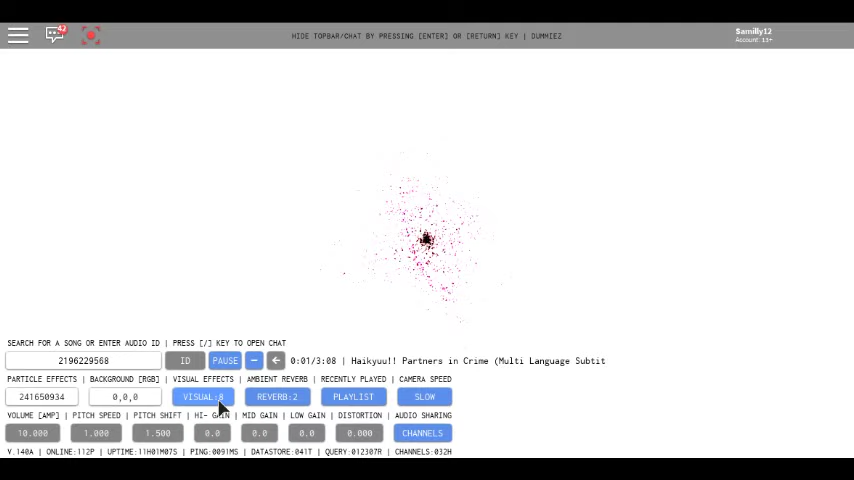 42
HIDE TOPBAR/CHAT BY PRESSING [ENTER] OR [RETURN] KEY | DUMMIEZ
Samilly12
Account: 13+
SEARCH FOR A SONG OR ENTER AUDIO ID | PRESS [/] KEY TO OPEN CHAT
2196229568 ID PAUSE − ← 0:01/3:08 | Haikyuu!! Partners in Crime (Multi Language Subtit
PARTICLE EFFECTS | BACKGROUND [RGB] | VISUAL EFFECTS | AMBIENT REVERB | RECENTLY PLAYED | CAMERA SPEED
241650934 0,0,0 VISUAL:8 REVERB:2 PLAYLIST SLOW
VOLUME [AMP] | PITCH SPEED | PITCH SHIFT | HI- GAIN | MID GAIN | LOW GAIN | DISTORTION | AUDIO SHARING
10.000 1.000 1.500 0.0 0.0 0.0 0.000 CHANNELS
V.140A | ONLINE:112P | UPTIME:11H01M07S | PING:0091MS | DATASTORE:041T | QUERY:012307R | CHANNELS:032H